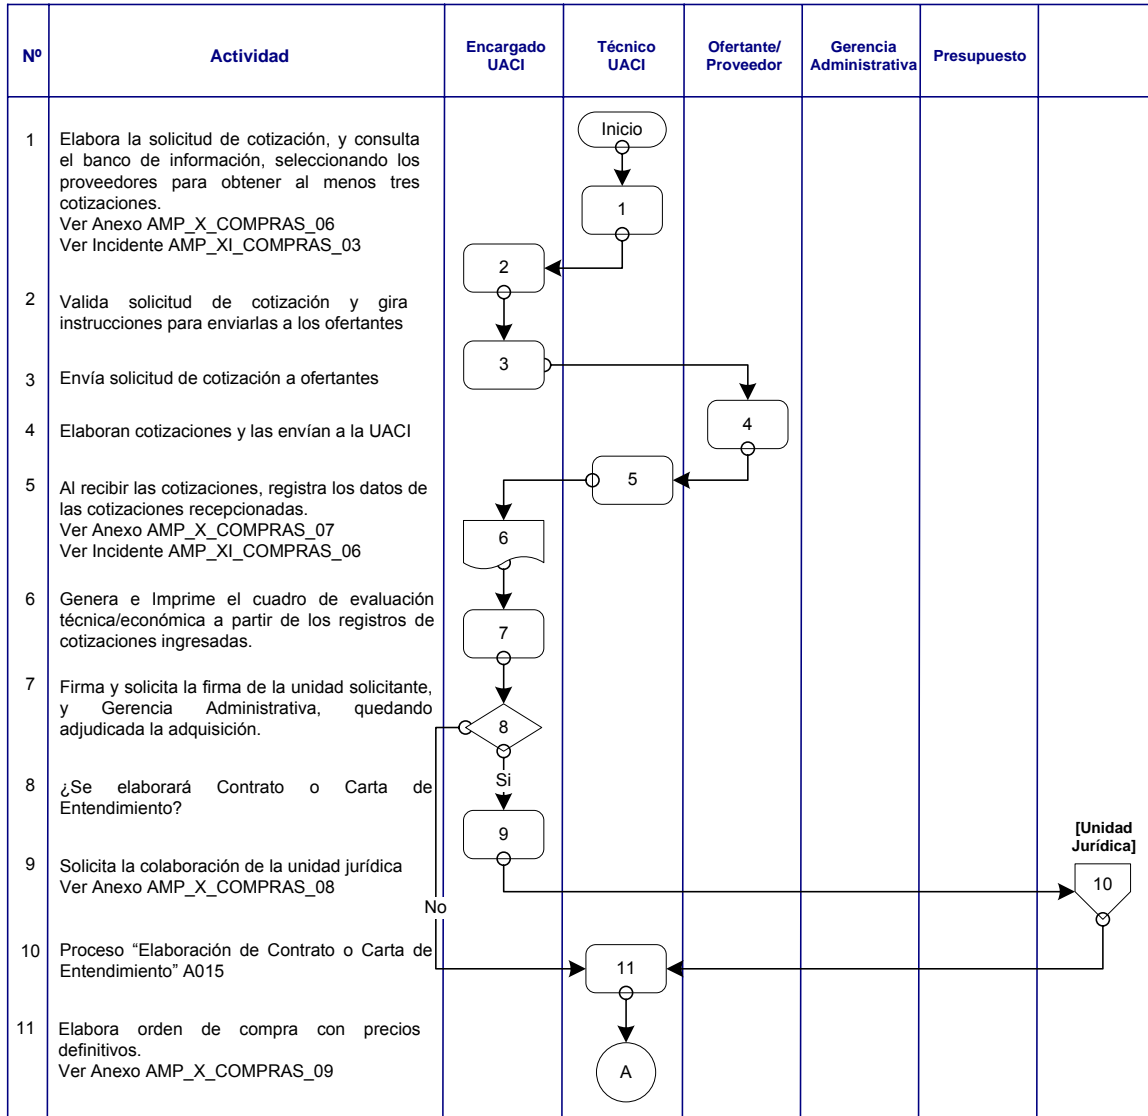 Nº
Actividad
Encargado
UACI
Técnico
UACI
Ofertante/
Proveedor
Gerencia
Administrativa
Presupuesto
1
Elabora la solicitud de cotización, y consulta
el banco de información, seleccionando los
proveedores para obtener al menos tres
cotizaciones.
Ver Anexo AMP_X_COMPRAS_06
Ver Incidente AMP_XI_COMPRAS_03
2
Valida solicitud de cotización y gira
instrucciones para enviarlas a los ofertantes
3
Envía solicitud de cotización a ofertantes
4
Elaboran cotizaciones y las envían a la UACI
5
Al recibir las cotizaciones, registra los datos de
las cotizaciones recepcionadas.
Ver Anexo AMP_X_COMPRAS_07
Ver Incidente AMP_XI_COMPRAS_06
6
Genera e Imprime el cuadro de evaluación
técnica/económica a partir de los registros de
cotizaciones ingresadas.
7
Firma y solicita la firma de la unidad solicitante,
y Gerencia Administrativa, quedando
adjudicada la adquisición.
8
¿Se elaborará Contrato o Carta de
Entendimiento?
9
Solicita la colaboración de la unidad jurídica
Ver Anexo AMP_X_COMPRAS_08
10
Proceso “Elaboración de Contrato o Carta de
Entendimiento” A015
11
Elabora orden de compra con precios
definitivos.
Ver Anexo AMP_X_COMPRAS_09
Inicio
1
2
3
4
5
6
7
8
Si
9
No
[Unidad
Jurídica]
10
11
A